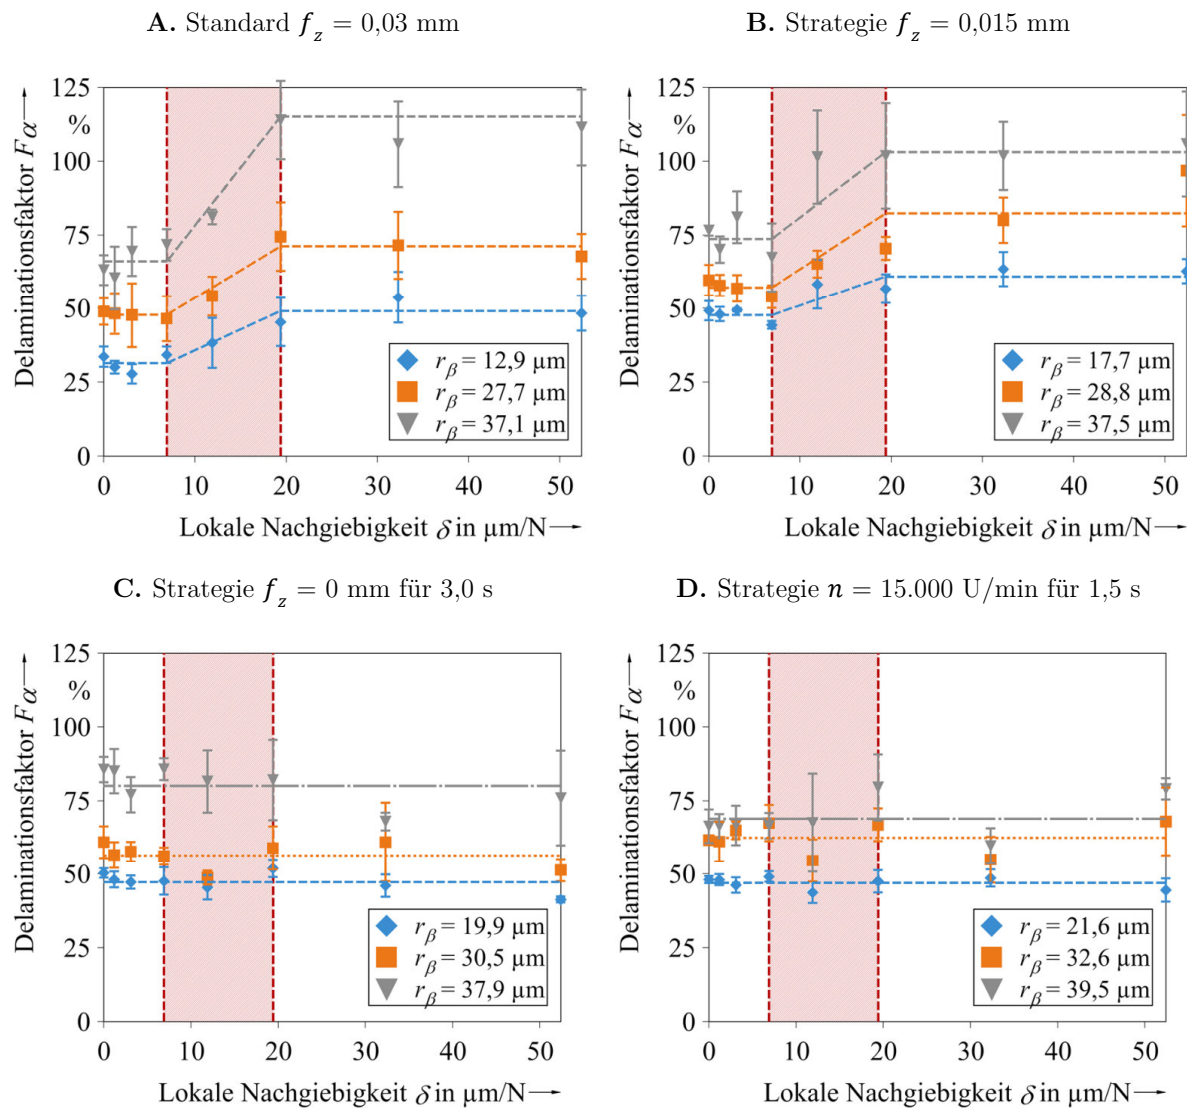 A. Standard f_z = 0,03 mm
Delaminationsfaktor Fα
125
%
100
75
50
25
0
r_β = 12,9 µm
r_β = 27,7 µm
r_β = 37,1 µm
0 10 20 30 40 50
Lokale Nachgiebigkeit δ in µm/N
B. Strategie f_z = 0,015 mm
Delaminationsfaktor Fα
125
%
100
75
50
25
0
r_β = 17,7 µm
r_β = 28,8 µm
r_β = 37,5 µm
0 10 20 30 40 50
Lokale Nachgiebigkeit δ in µm/N
C. Strategie f_z = 0 mm für 3,0 s
Delaminationsfaktor Fα
125
%
100
75
50
25
0
r_β = 19,9 µm
r_β = 30,5 µm
r_β = 37,9 µm
0 10 20 30 40 50
Lokale Nachgiebigkeit δ in µm/N
D. Strategie n = 15.000 U/min für 1,5 s
Delaminationsfaktor Fα
125
%
100
75
50
25
0
r_β = 21,6 µm
r_β = 32,6 µm
r_β = 39,5 µm
0 10 20 30 40 50
Lokale Nachgiebigkeit δ in µm/N